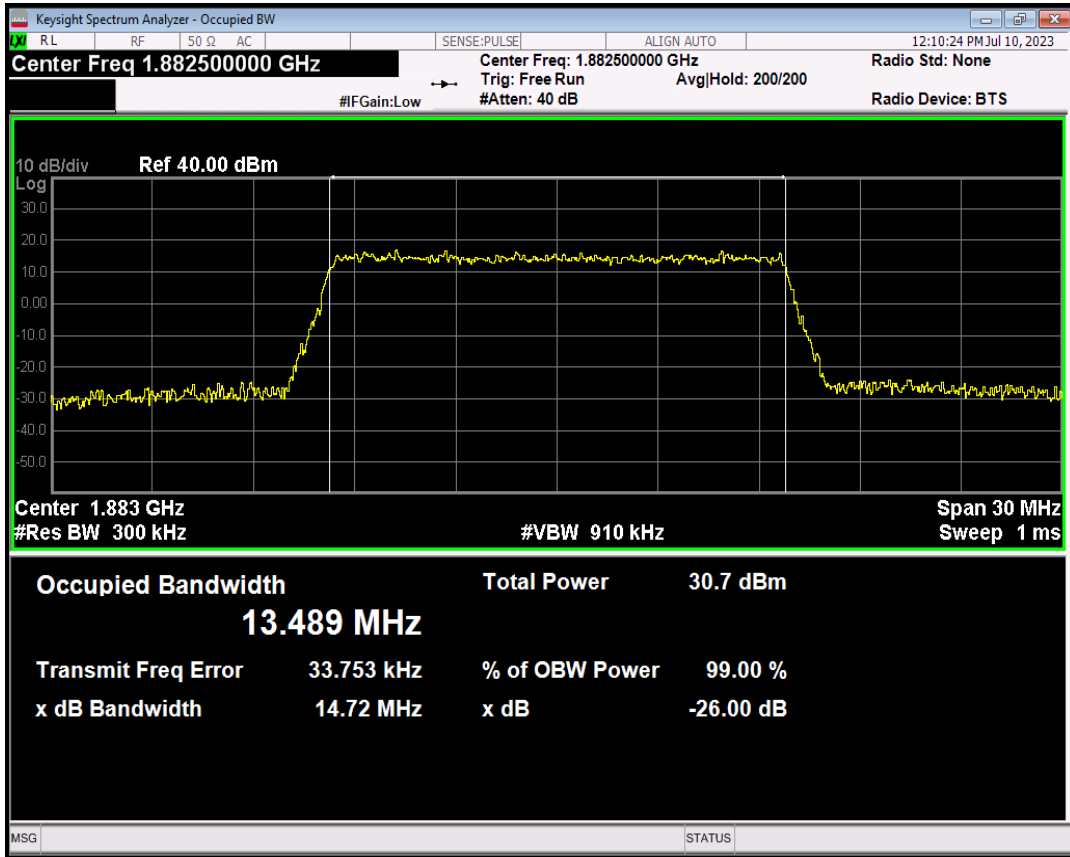 Keysight Spectrum Analyzer - Occupied BW
LXI RL RF 50 Ω AC SENSE:PULSE ALIGN AUTO 12:10:24 PM Jul 10, 2023
Center Freq 1.882500000 GHz Center Freq: 1.882500000 GHz Radio Std: None
Trig: Free Run Avg|Hold: 200/200
#IFGain:Low #Atten: 40 dB Radio Device: BTS
10 dB/div Ref 40.00 dBm
Log
30.0
20.0
10.0
0.00
-10.0
-20.0
-30.0
-40.0
-50.0
Center 1.883 GHz Span 30 MHz
#Res BW 300 kHz #VBW 910 kHz Sweep 1 ms
Occupied Bandwidth Total Power 30.7 dBm
13.489 MHz
Transmit Freq Error 33.753 kHz % of OBW Power 99.00 %
x dB Bandwidth 14.72 MHz x dB -26.00 dB
MSG STATUS